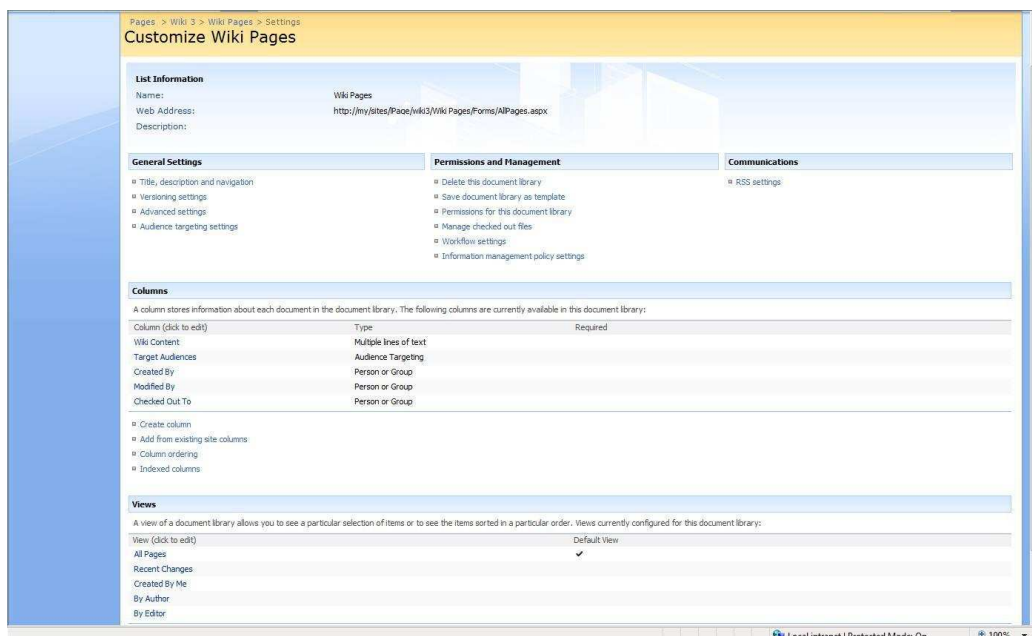 Pages > Wiki 3 > Wiki Pages > Settings
Customize Wiki Pages
List Information
Name: Wiki Pages
Web Address: http://my/sites/Page/wiki3/Wiki Pages/Forms/AllPages.aspx
Description:
General Settings Permissions and Management Communications
Title, description and navigation Delete this document library RSS settings
Versioning settings Save document library as template
Advanced settings Permissions for this document library
Audience targeting settings Manage checked out files
Workflow settings
Information management policy settings
Columns
A column stores information about each document in the document library. The following columns are currently available in this document library:
Column (click to edit) Type Required
Wiki Content Multiple lines of text
Target Audiences Audience Targeting
Created By Person or Group
Modified By Person or Group
Checked Out To Person or Group
Create column
Add from existing site columns
Column ordering
Indexed columns
Views
A view of a document library allows you to see a particular selection of items or to see the items sorted in a particular order. Views currently configured for this document library:
View (click to edit) Default View
All Pages
Recent Changes
Created By Me
By Author
By Editor
Local intranet | Protected Mode: On 100%